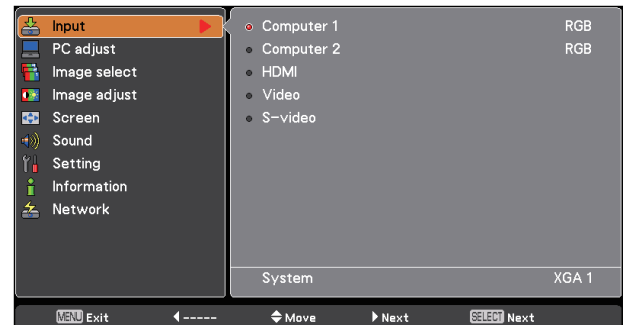 Input
PC adjust
Image select
Image adjust
Screen
Sound
Setting
Information
Network
Computer 1 RGB
Computer 2 RGB
HDMI
Video
S-video
System XGA 1
MENU Exit ----- Move Next SELECT Next